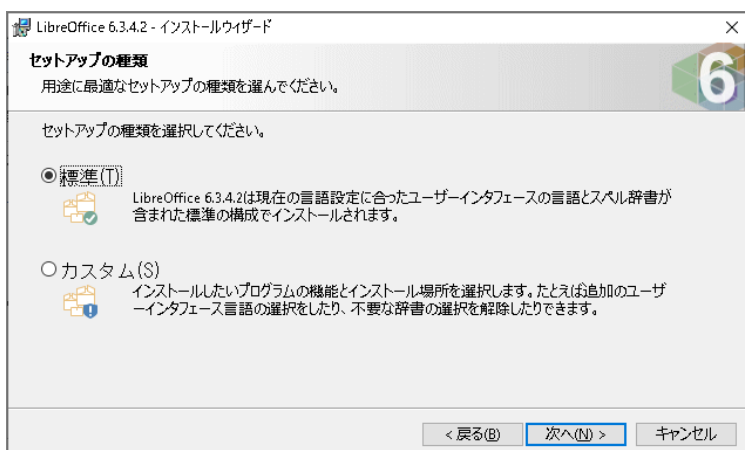 LibreOffice 6.3.4.2 - インストールウィザード
セットアップの種類
用途に最適なセットアップの種類を選んでください。
6
セットアップの種類を選択してください。
標準(T)
LibreOffice 6.3.4.2は現在の言語設定に合ったユーザーインタフェースの言語とスペル辞書が
含まれた標準の構成でインストールされます。
カスタム(S)
インストールしたいプログラムの機能とインストール場所を選択します。たとえば追加のユーザ
ーインタフェース言語の選択をしたり、不要な辞書の選択を解除したりできます。
< 戻る(B) 次へ(N) > キャンセル